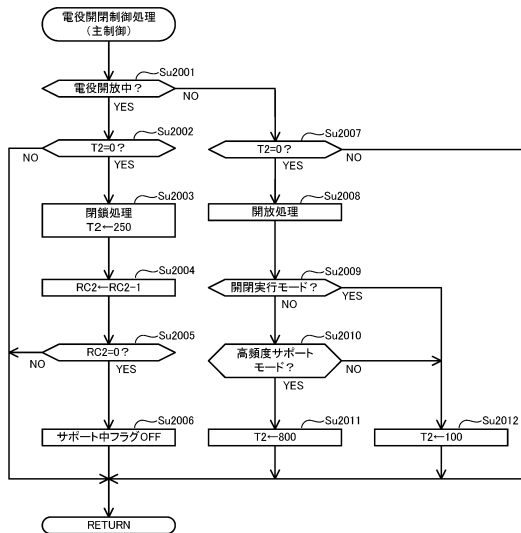 電役開閉制御処理
(主制御)
Su2001
電役開放中?
NO
YES
Su2002
T2=0?
NO
YES
Su2007
T2=0?
NO
YES
Su2003
閉鎖処理
T2←250
Su2008
開放処理
Su2004
RC2←RC2-1
Su2009
開閉実行モード?
YES
NO
Su2005
RC2=0?
NO
YES
Su2010
高頻度サポート
モード?
NO
YES
Su2006
サポート中フラグOFF
Su2011
T2←800
Su2012
T2←100
RETURN